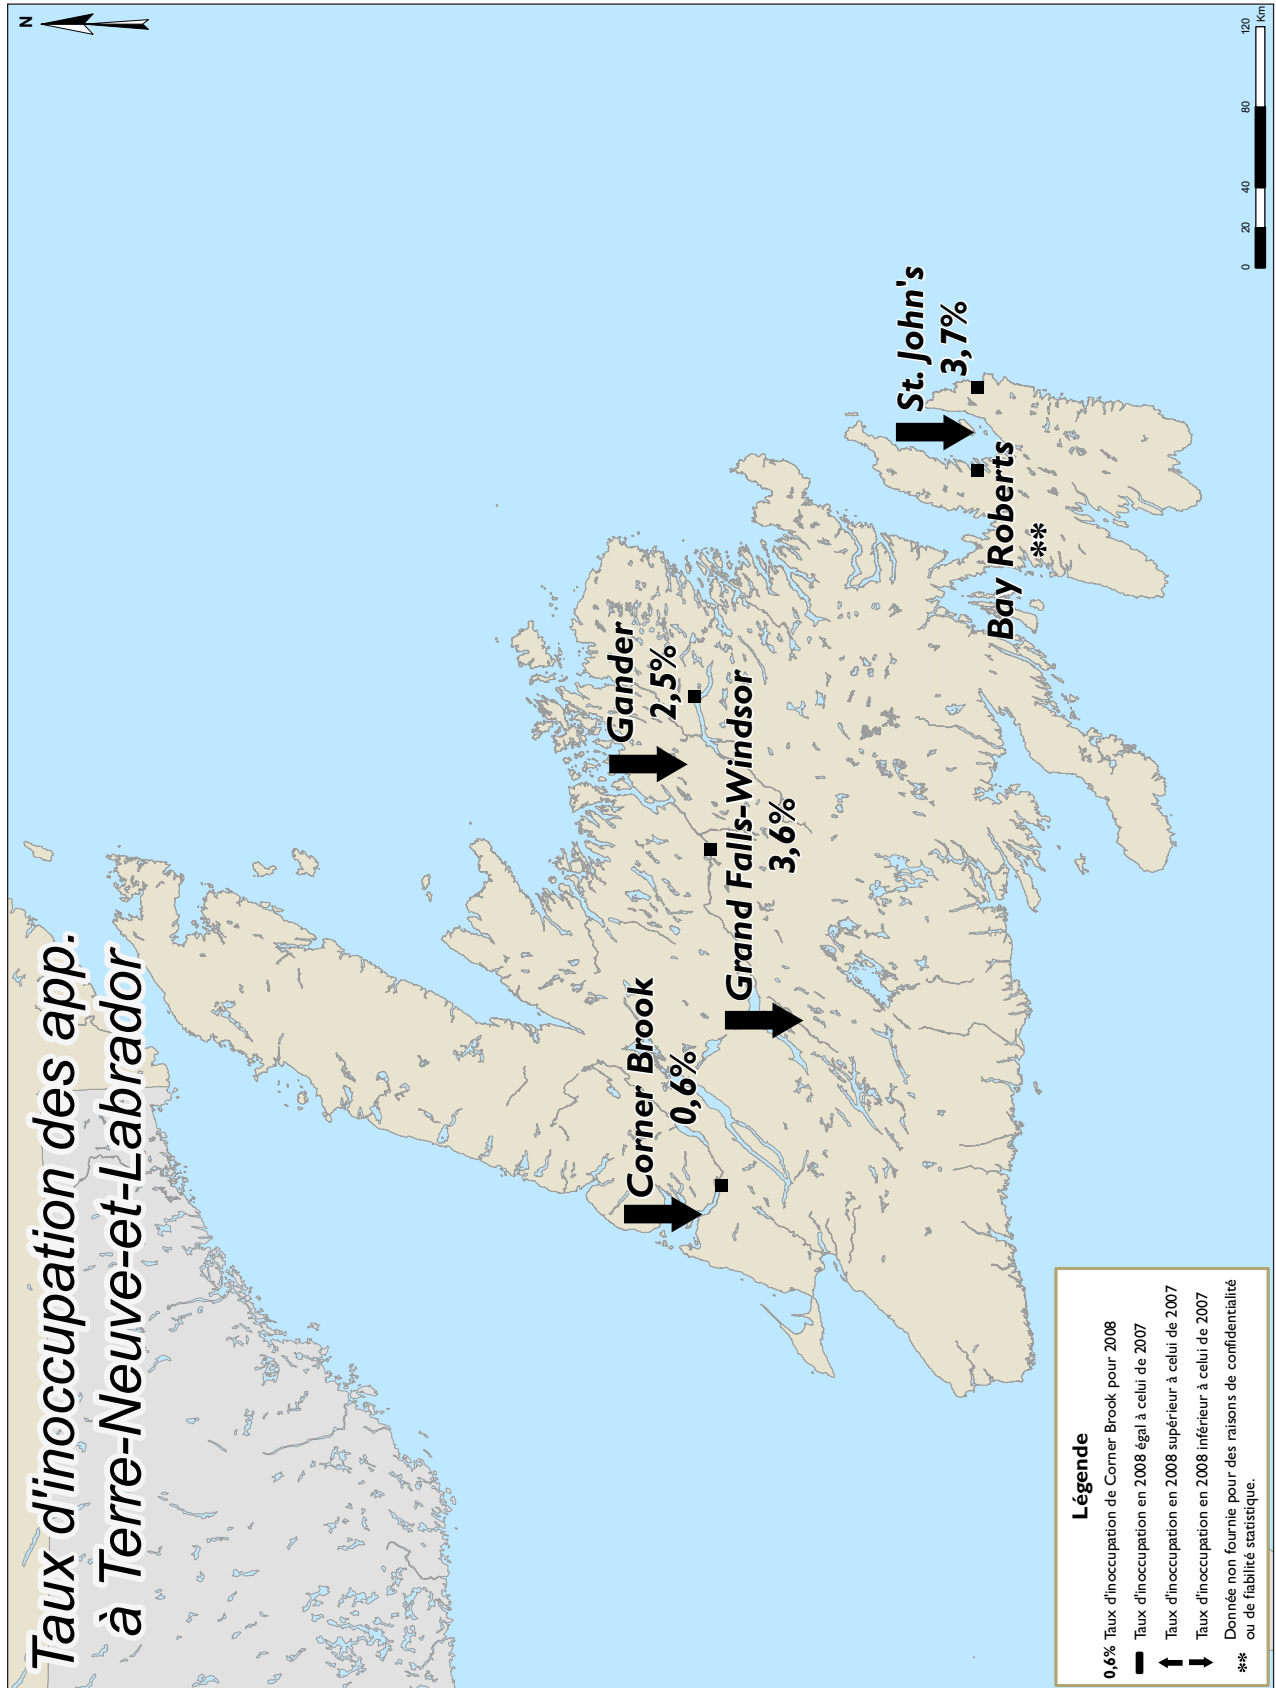 Taux d'inoccupation des app.
à Terre-Neuve-et-Labrador
N
Corner Brook
0,6%
Gander
2,5%
Grand Falls-Windsor
3,6%
St. John's
3,7%
Bay Roberts
**
Légende
0,6% Taux d'inoccupation de Corner Brook pour 2008
Taux d'inoccupation en 2008 égal à celui de 2007
Taux d'inoccupation en 2008 supérieur à celui de 2007
Taux d'inoccupation en 2008 inférieur à celui de 2007
** Donnée non fournie pour des raisons de confidentialité
ou de fiabilité statistique.
0 20 40 80 120
Km